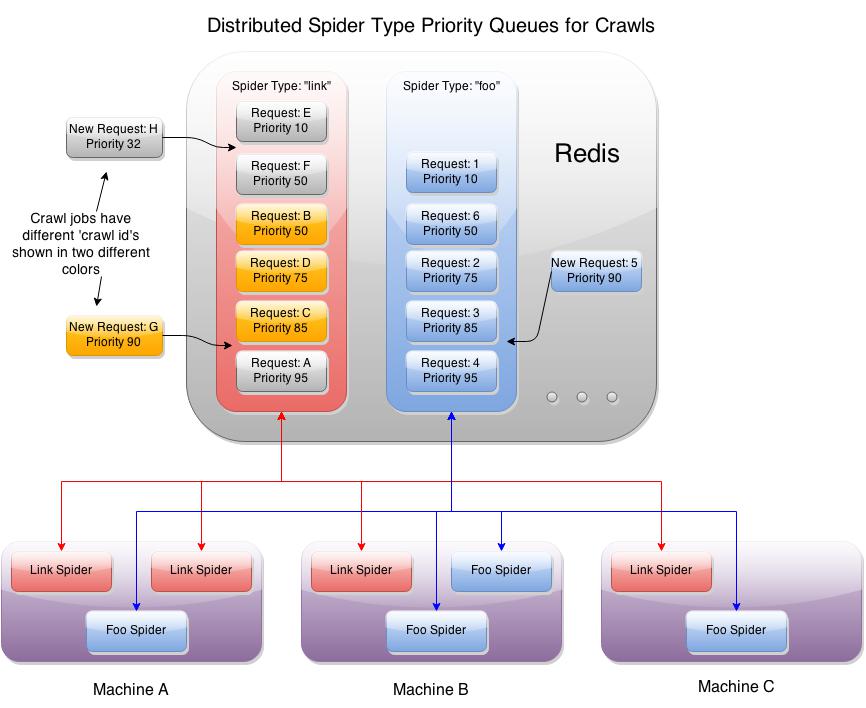 Distributed Spider Type Priority Queues for Crawls
Spider Type: "link"
Spider Type: "foo"
Redis
Request: E
Priority 10
Request: F
Priority 50
Request: B
Priority 50
Request: D
Priority 75
Request: C
Priority 85
Request: A
Priority 95
Request: 1
Priority 10
Request: 6
Priority 50
Request: 2
Priority 75
Request: 3
Priority 85
Request: 4
Priority 95
New Request: H
Priority 32
Crawl jobs have
different 'crawl id's
shown in two different
colors
New Request: G
Priority 90
New Request: 5
Priority 90
Link Spider
Link Spider
Foo Spider
Machine A
Link Spider
Foo Spider
Foo Spider
Machine B
Link Spider
Foo Spider
Machine C